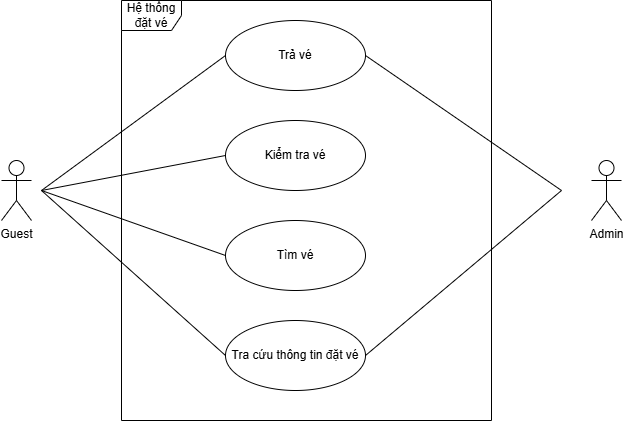 Hệ thống
đặt vé
Trả vé
Kiểm tra vé
Tìm vé
Tra cứu thông tin đặt vé
Guest
Admin